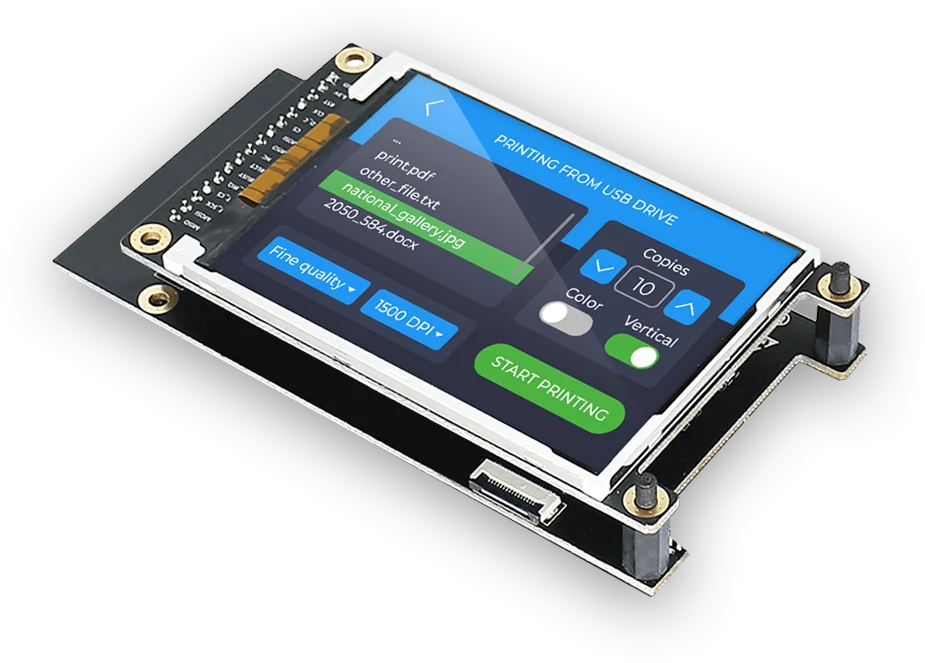 PRINTING FROM USB DRIVE
...
print.pdf
other_file.txt
national_gallery.jpg
2050_584.docx
Fine quality
1500 DPI
Copies
10
Color
Vertical
START PRINTING